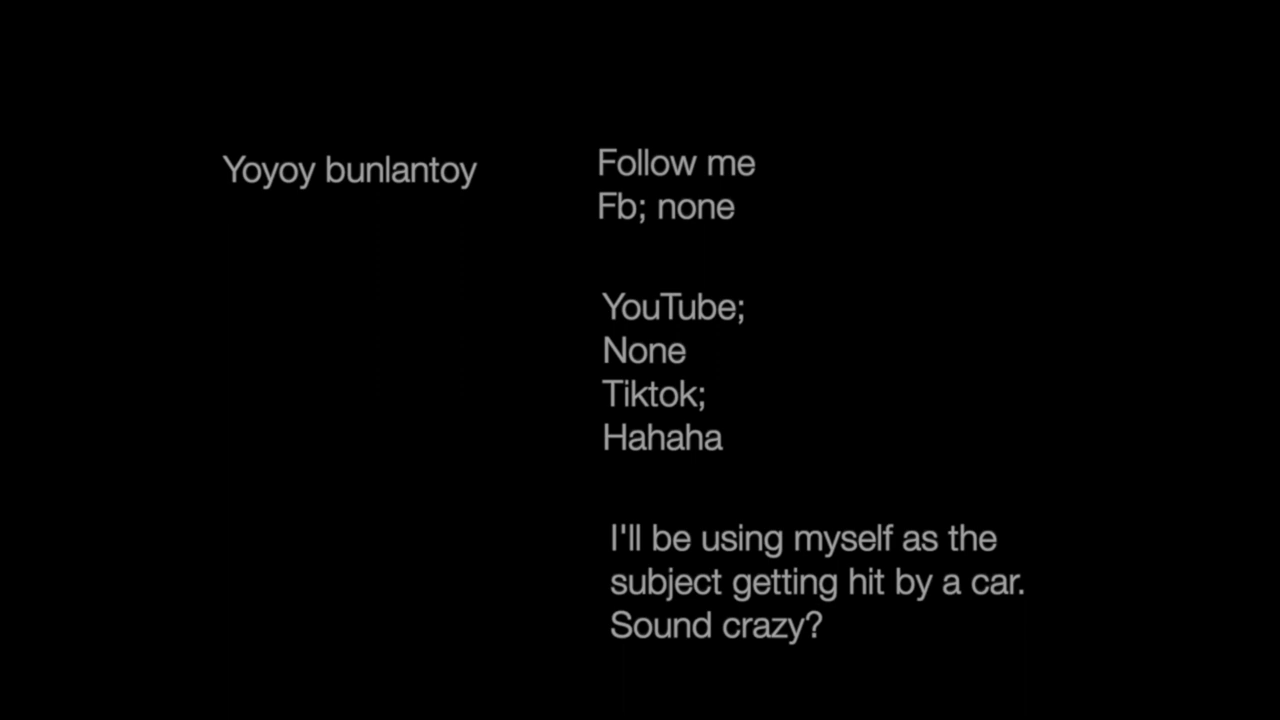 Yoyoy bunlantoy
Follow me
Fb; none
YouTube;
None
Tiktok;
Hahaha
I'll be using myself as the
subject getting hit by a car.
Sound crazy?